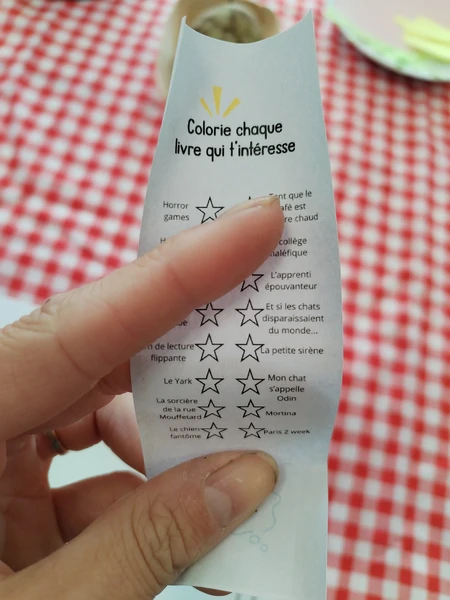 Colorie chaque
livre qui t'intéresse
Horror
games
que le
est
chaud
collège
L'apprenti
épouvanteur
Et si les chats
disparaissaient
du monde...
de lecture
flippante
La petite sirène
Le Yark
Mon chat
s'appelle
Odin
La sorcière
de la rue
Mouffetard
Mortina
Le chien
fantôme
Paris 2 week